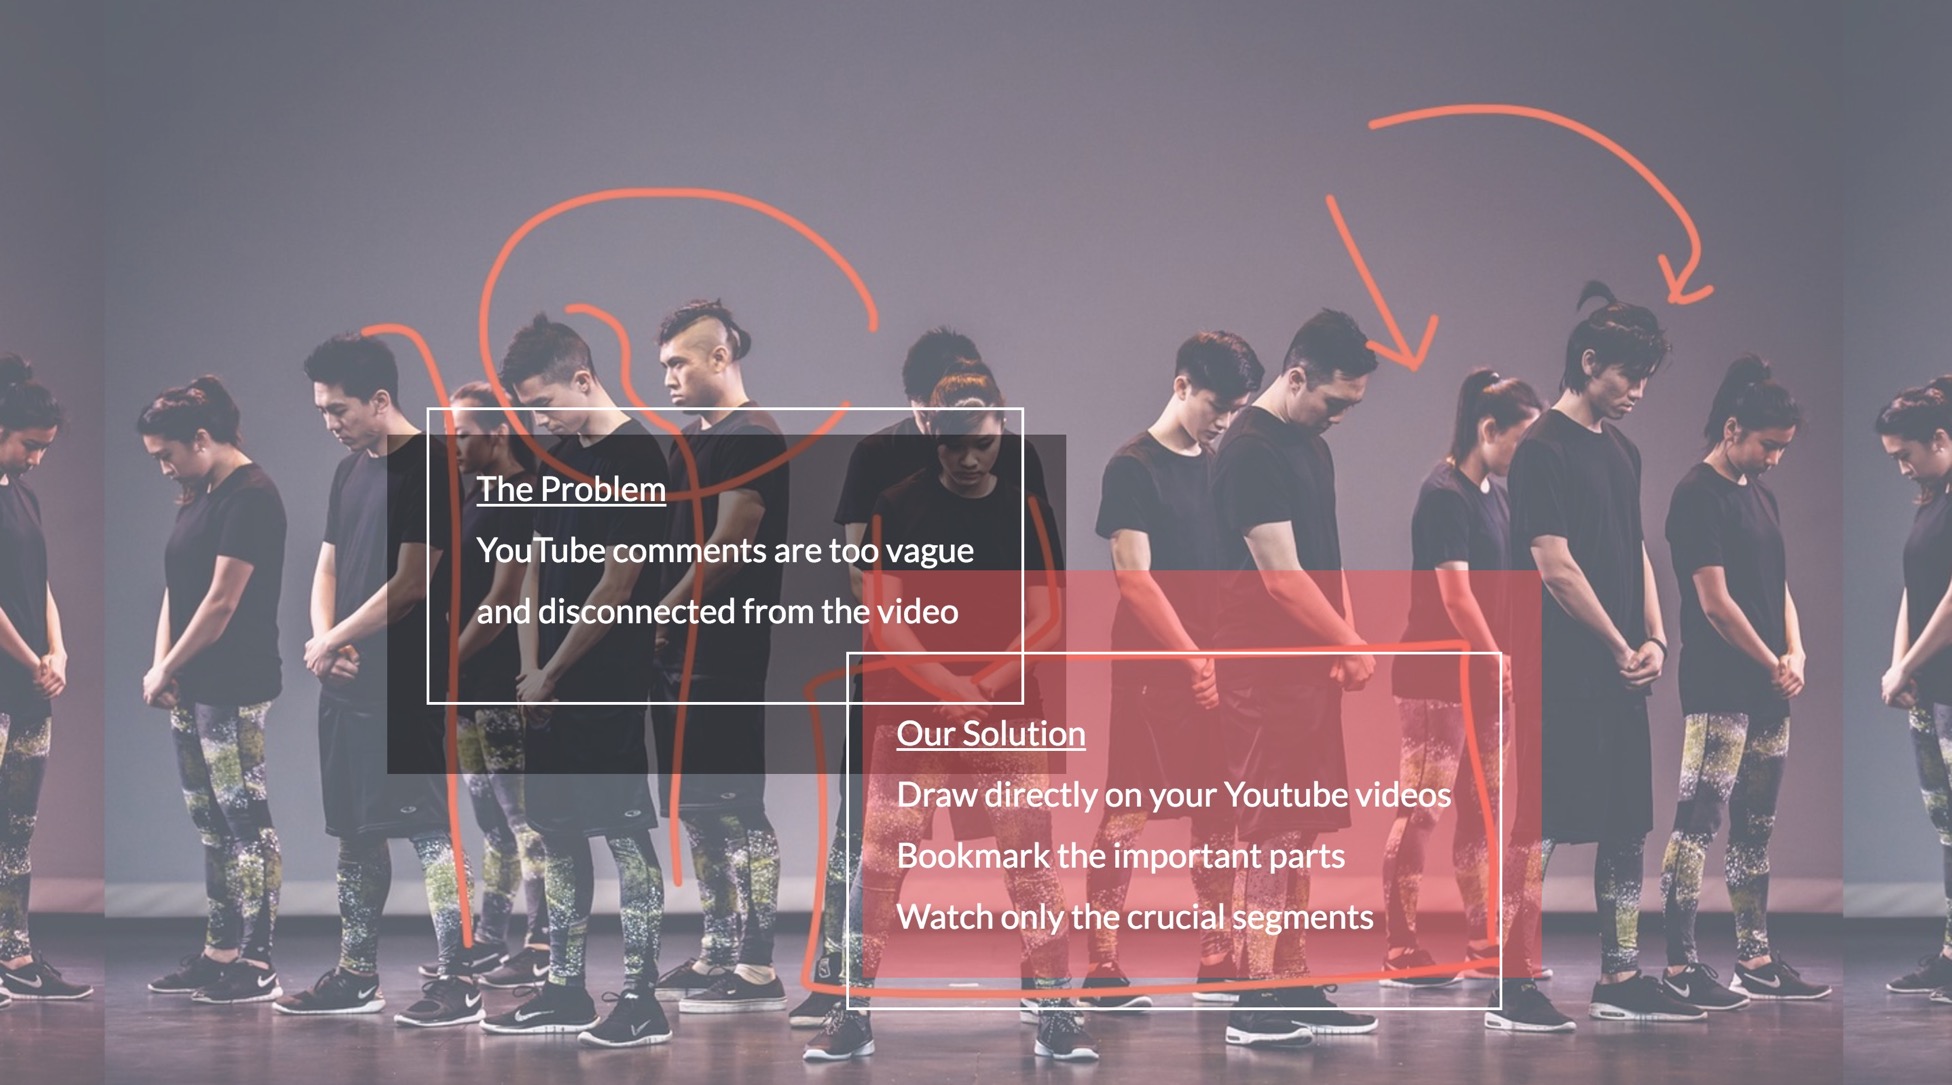 The Problem
YouTube comments are too vague
and disconnected from the video
Our Solution
Draw directly on your Youtube videos
Bookmark the important parts
Watch only the crucial segments